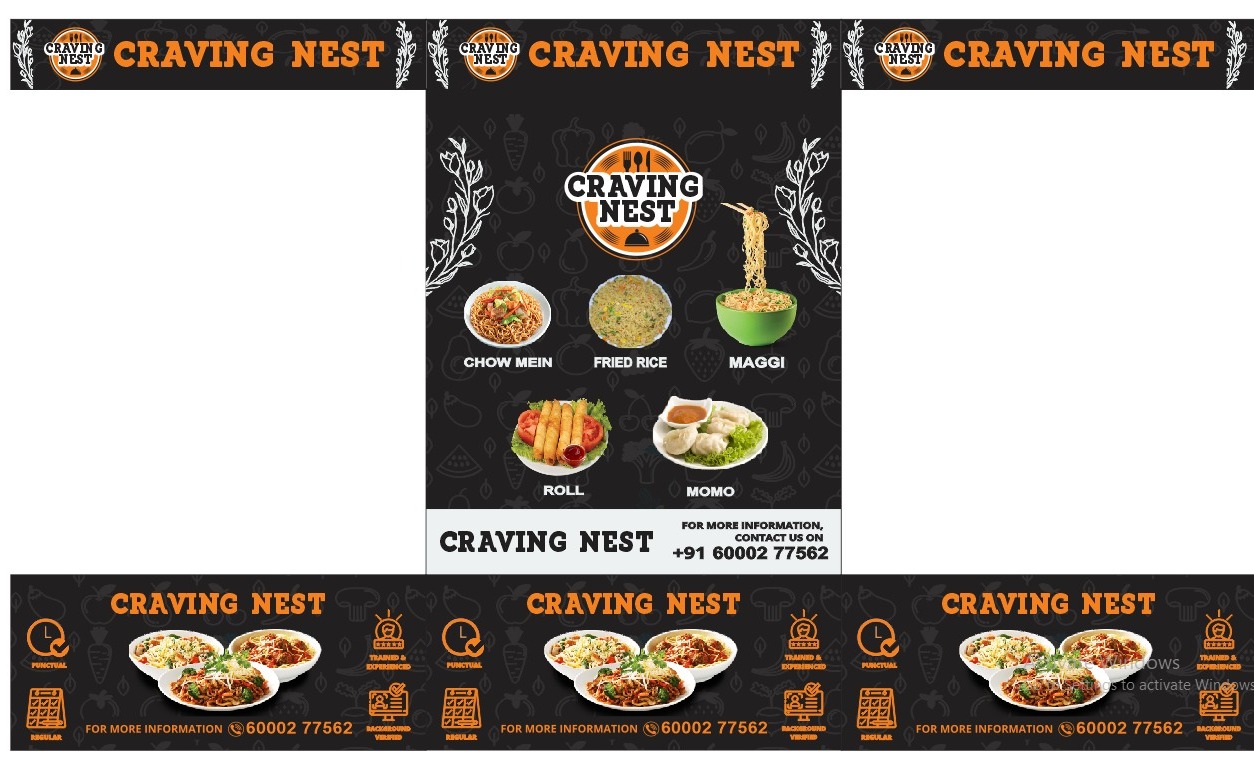 CRAVING
NEST
CRAVING NEST
CRAVING
NEST
CRAVING NEST
CRAVING
NEST
CRAVING NEST
CRAVING
NEST
CHOW MEIN
FRIED RICE
MAGGI
ROLL
MOMO
CRAVING NEST
FOR MORE INFORMATION,
CONTACT US ON
+91 60002 77562
CRAVING NEST
PUNCTUAL
TRAINED &
EXPERIENCED
REGULAR
BACKGROUND
VERIFIED
FOR MORE INFORMATION 60002 77562
CRAVING NEST
PUNCTUAL
TRAINED &
EXPERIENCED
REGULAR
BACKGROUND
VERIFIED
FOR MORE INFORMATION 60002 77562
CRAVING NEST
PUNCTUAL
TRAINED &
EXPERIENCED
REGULAR
BACKGROUND
VERIFIED
FOR MORE INFORMATION 60002 77562
to activate Windows